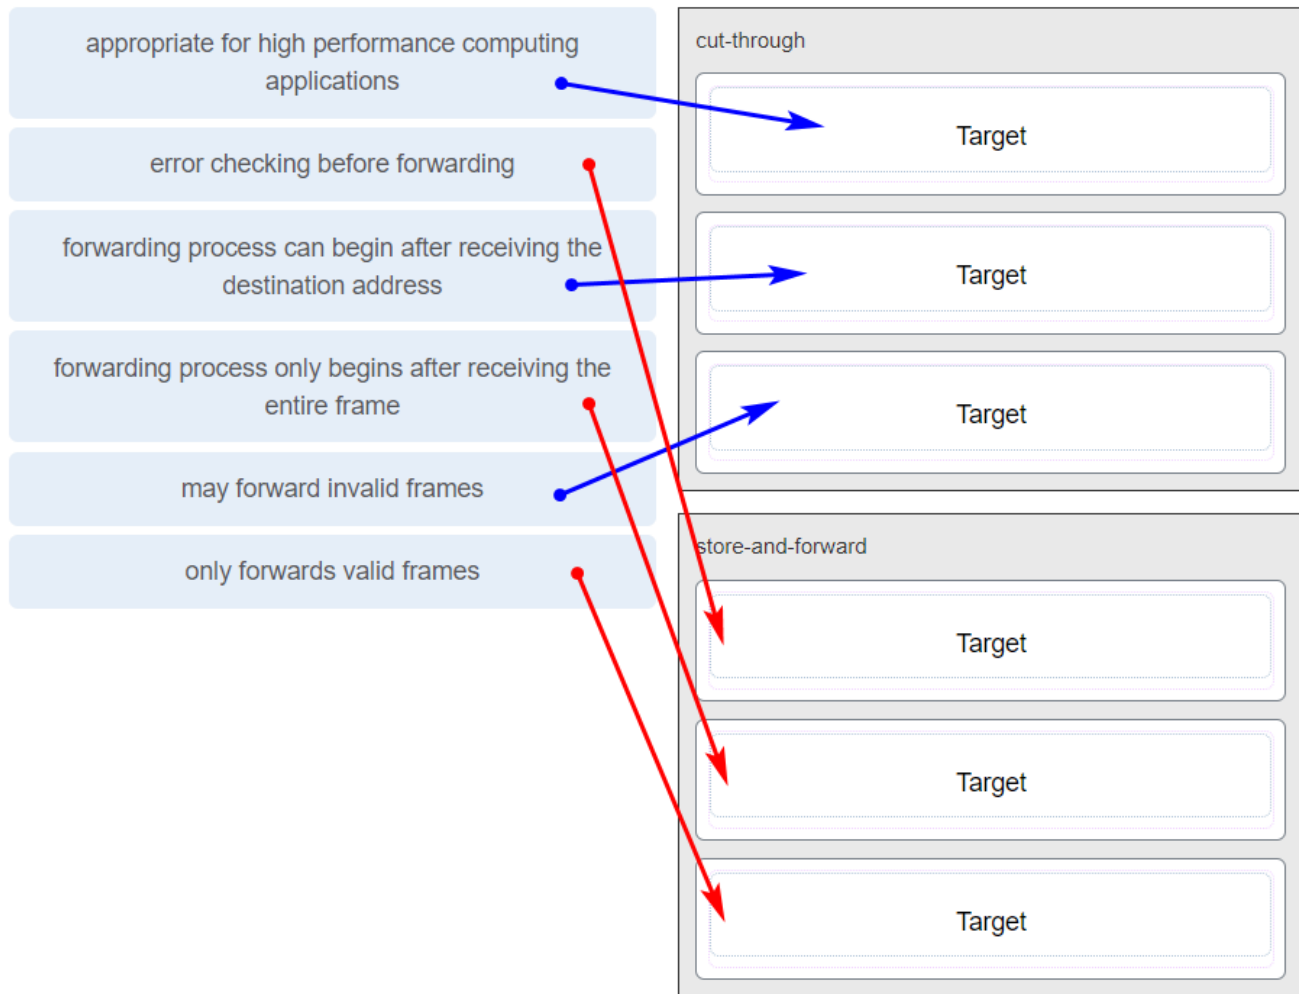 appropriate for high performance computing
applications
error checking before forwarding
forwarding process can begin after receiving the
destination address
forwarding process only begins after receiving the
entire frame
may forward invalid frames
only forwards valid frames
cut-through
Target
Target
Target
store-and-forward
Target
Target
Target